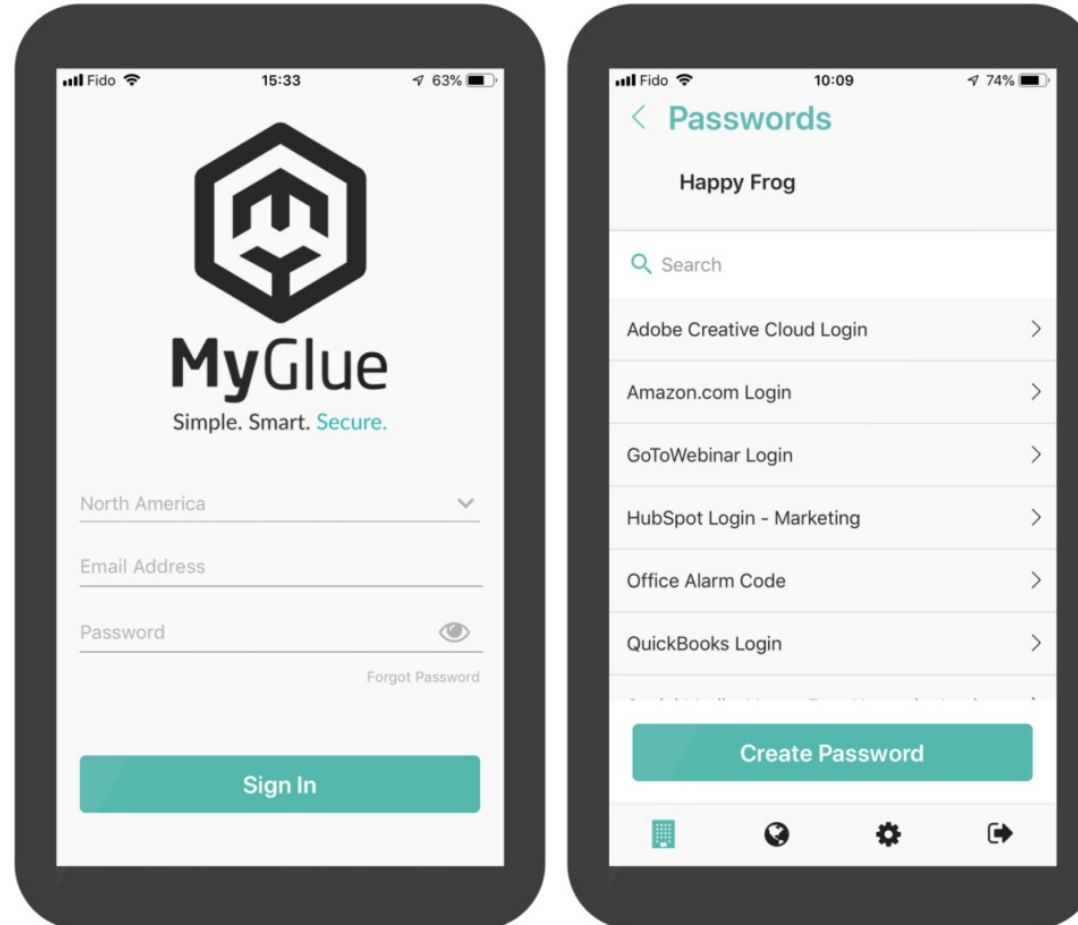 Fido 15:33 63%
MyGlue
Simple. Smart. Secure.
North America
Email Address
Password
Forgot Password
Sign In
Fido 10:09 74%
Passwords
Happy Frog
Search
Adobe Creative Cloud Login
Amazon.com Login
GoToWebinar Login
HubSpot Login - Marketing
Office Alarm Code
QuickBooks Login
Create Password